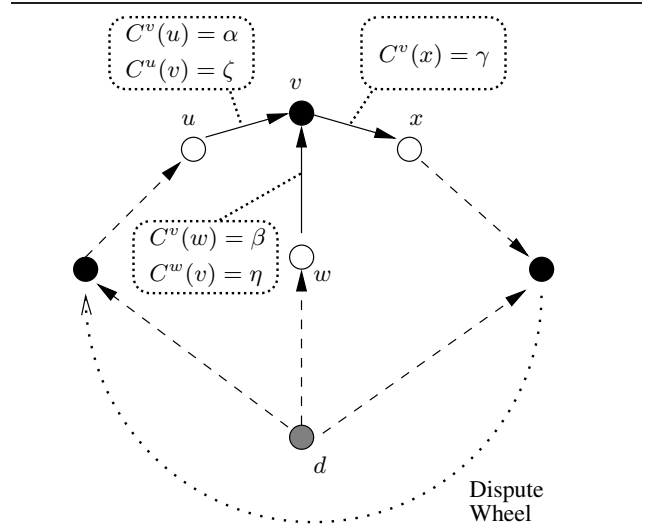 C^v(u) = α
C^u(v) = ζ
C^v(x) = γ
v
u
x
C^v(w) = β
C^w(v) = η
w
d
Dispute
Wheel